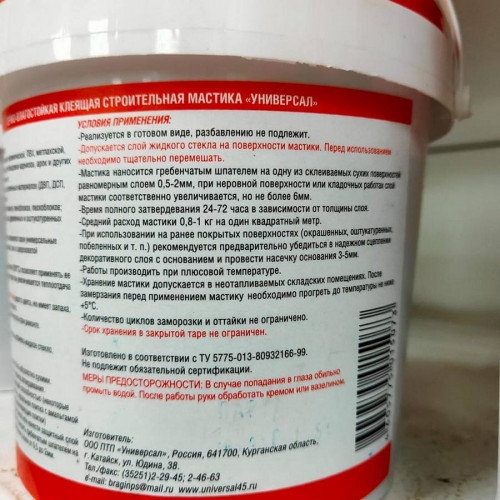 ВЛАГОСТОЙКАЯ КЛЕЯЩАЯ СТРОИТЕЛЬНАЯ МАСТИКА «УНИВЕРСАЛ»
УСЛОВИЯ ПРИМЕНЕНИЯ:
-Реализуется в готовом виде, разбавлению не подлежит.
-Допускается слой жидкого стекла на поверхности мастики. Перед использованием
необходимо тщательно перемешать.
-Мастика наносится гребенчатым шпателем на одну из склеиваемых сухих поверхностей
равномерным слоем 0,5-2мм, при неровной поверхности или кладочных работах слой
мастики соответственно увеличивается, но не более 6мм.
-Время полного затвердевания 24-72 часа в зависимости от толщины слоя.
-Средний расход мастики 0,8-1 кг на один квадратный метр.
-При использовании на ранее покрытых поверхностях (окрашенных, оштукатуренных,
побеленных и т. п.) рекомендуется предварительно убедиться в надежном сцеплении
декоративного слоя с основанием и провести насечку основания 3-5мм.
-Работы производить при плюсовой температуре.
-Хранение мастики допускается в неотапливаемых складских помещениях. После
замерзания перед применением мастику необходимо прогреть до температуры не ниже
+5°С.
-Количество циклов заморозки и оттайки не ограничено.
-Срок хранения в закрытой таре не ограничен.
Изготовлено в соответствии с ТУ 5775-013-80932166-99.
Не подлежит обязательной сертификации.
МЕРЫ ПРЕДОСТОРОЖНОСТИ: В случае попадания в глаза обильно
промыть водой. После работы руки обработать кремом или вазелином.
Изготовитель:
ООО ПТП «Универсал», Россия, 641700, Курганская область.
г. Катайск, ул. Юдина, 38.
Тел./факс: (35251)2-29-45; 2-46-63
e-mail: braginps@mail.ru www.universal45.ru